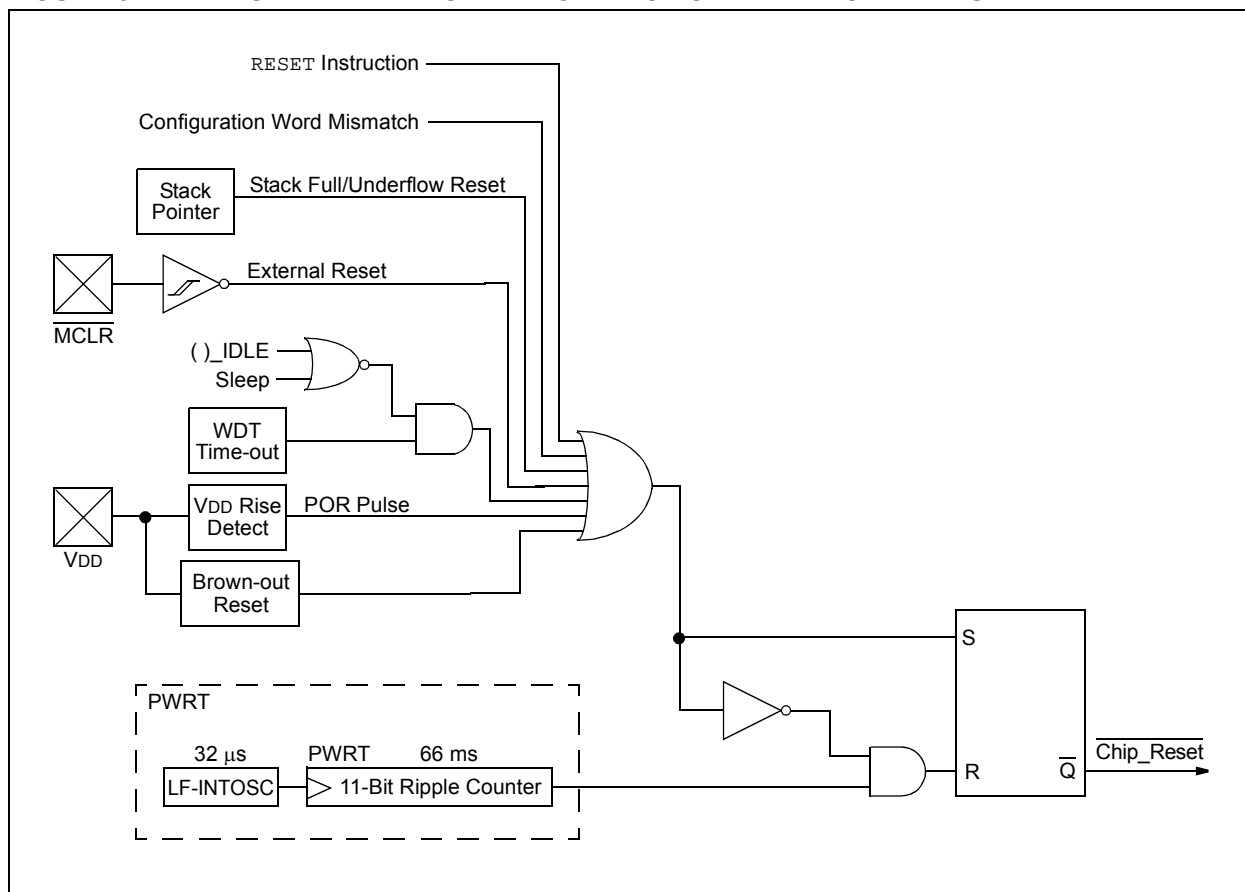 RESET Instruction
Configuration Word Mismatch
Stack
Pointer
Stack Full/Underflow Reset
External Reset
MCLR
( )_IDLE
Sleep
WDT
Time-out
VDD Rise
Detect
POR Pulse
VDD
Brown-out
Reset
S
PWRT
32 μs
PWRT
66 ms
LF-INTOSC
11-Bit Ripple Counter
R
Q
Chip_Reset